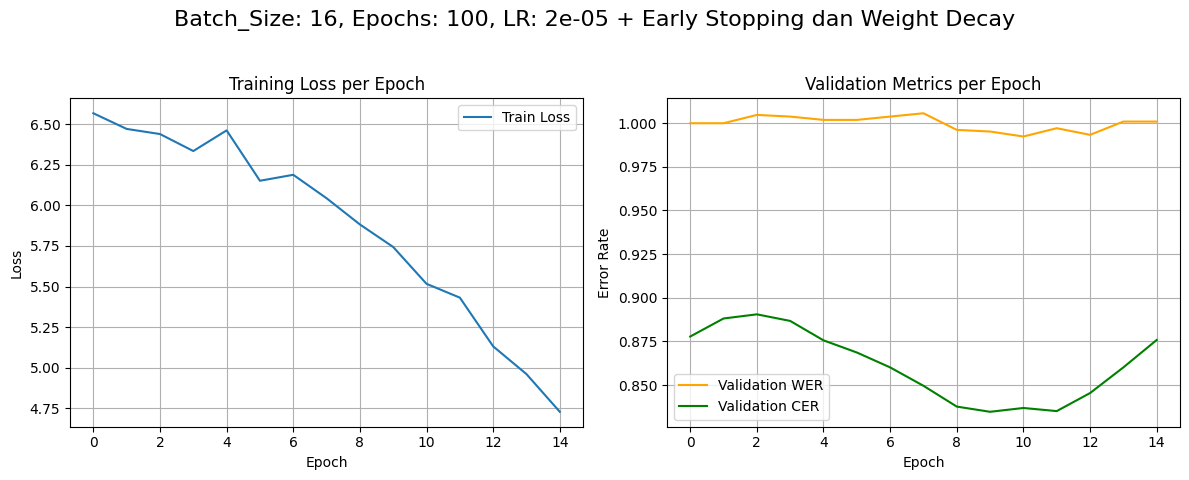 Batch_Size: 16, Epochs: 100, LR: 2e-05 + Early Stopping dan Weight Decay
Training Loss per Epoch
Train Loss
6.50
6.25
6.00
5.75
5.50
5.25
5.00
4.75
Loss
0 2 4 6 8 10 12 14
Epoch
Validation Metrics per Epoch
1.000
0.975
0.950
0.925
0.900
0.875
0.850
Error Rate
Validation WER
Validation CER
0 2 4 6 8 10 12 14
Epoch